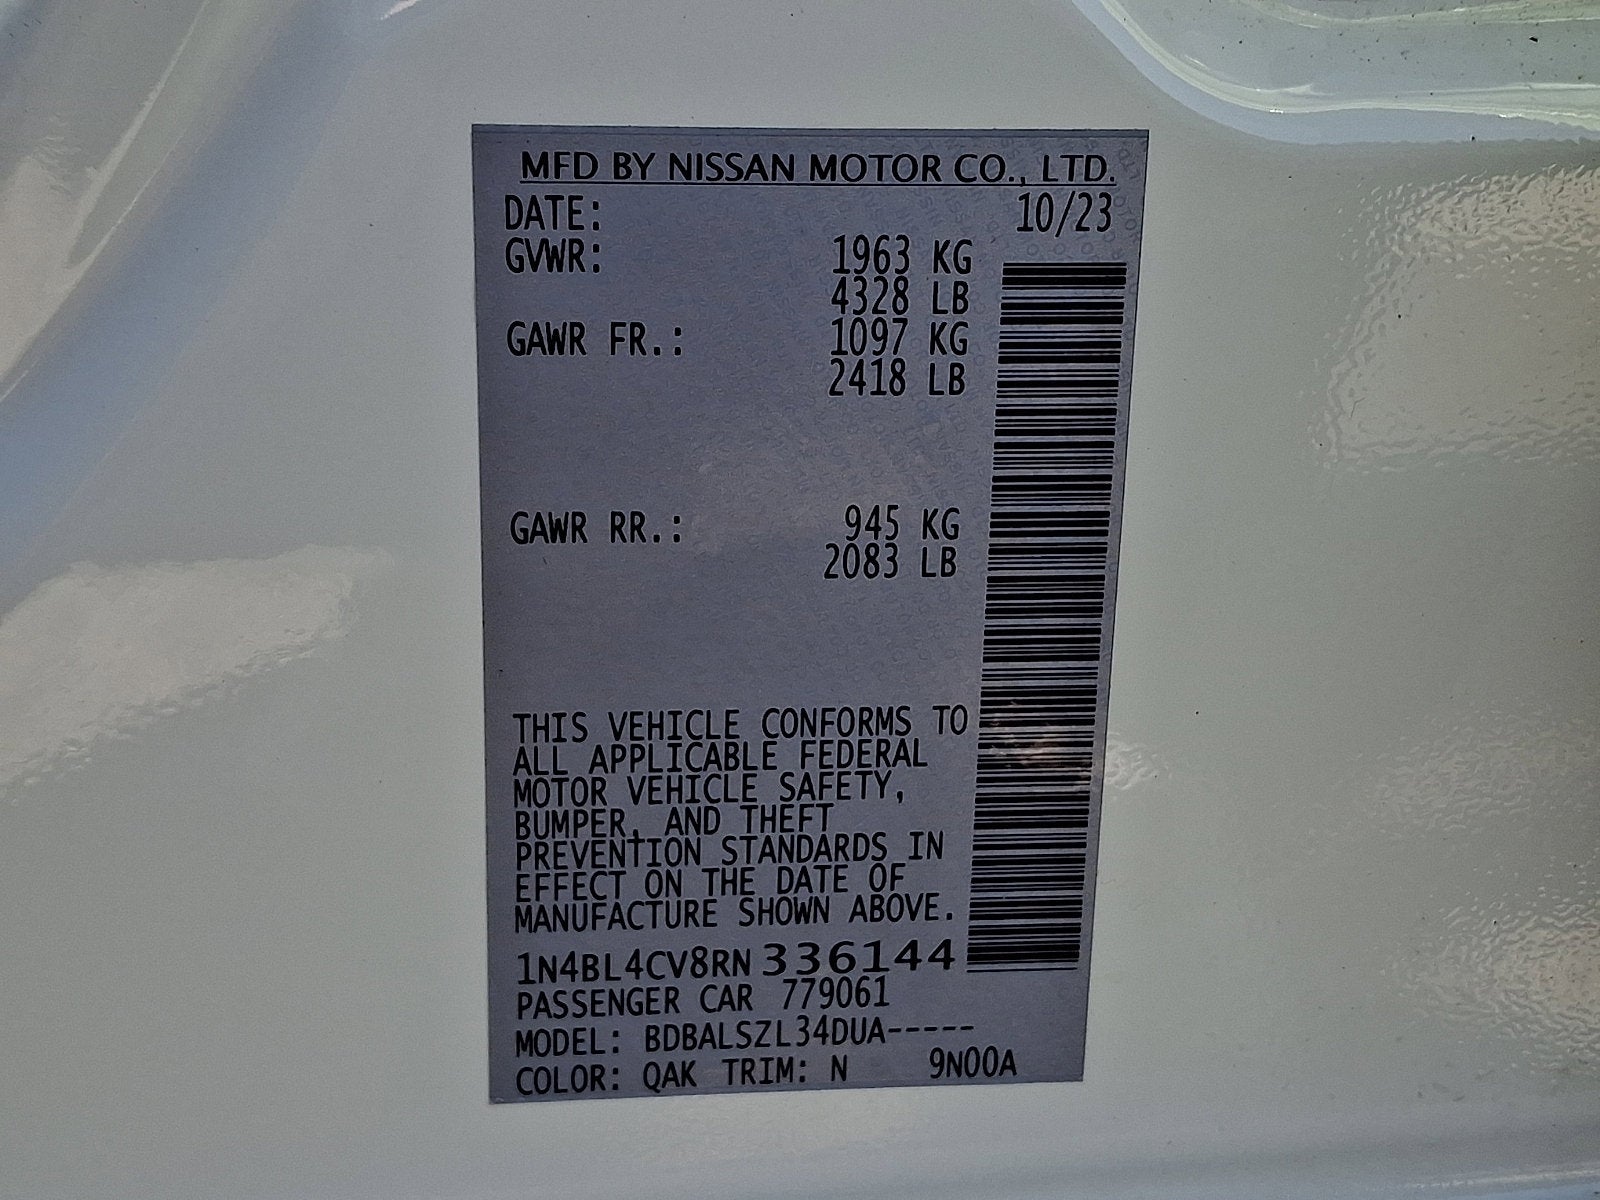 MFD BY NISSAN MOTOR CO., LTD.
DATE: 10/23
GVWR: 1963 KG
4328 LB
GAWR FR.: 1097 KG
2418 LB
GAWR RR.: 945 KG
2083 LB
THIS VEHICLE CONFORMS TO
ALL APPLICABLE FEDERAL
MOTOR VEHICLE SAFETY,
BUMPER, AND THEFT
PREVENTION STANDARDS IN
EFFECT ON THE DATE OF
MANUFACTURE SHOWN ABOVE.
1N4BL4CV8RN336144
PASSENGER CAR 779061
MODEL: BDBALSZL34DUA-----
COLOR: QAK TRIM: N 9N00A